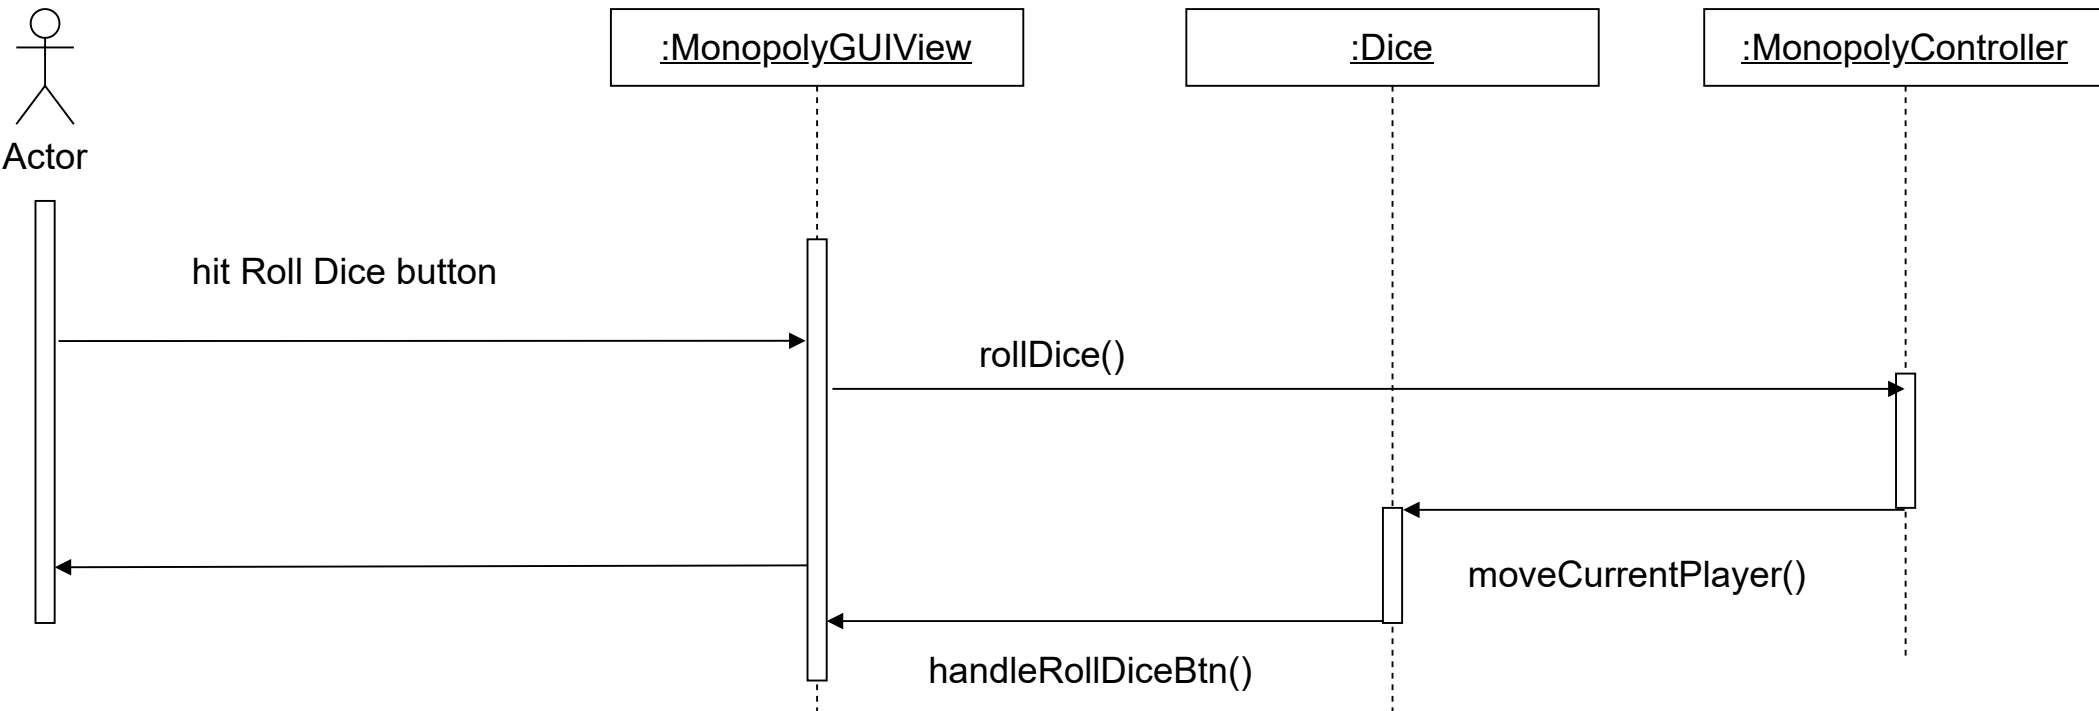 :MonopolyGUIView
:Dice
:MonopolyController
Actor
hit Roll Dice button
rollDice()
moveCurrentPlayer()
handleRollDiceBtn()